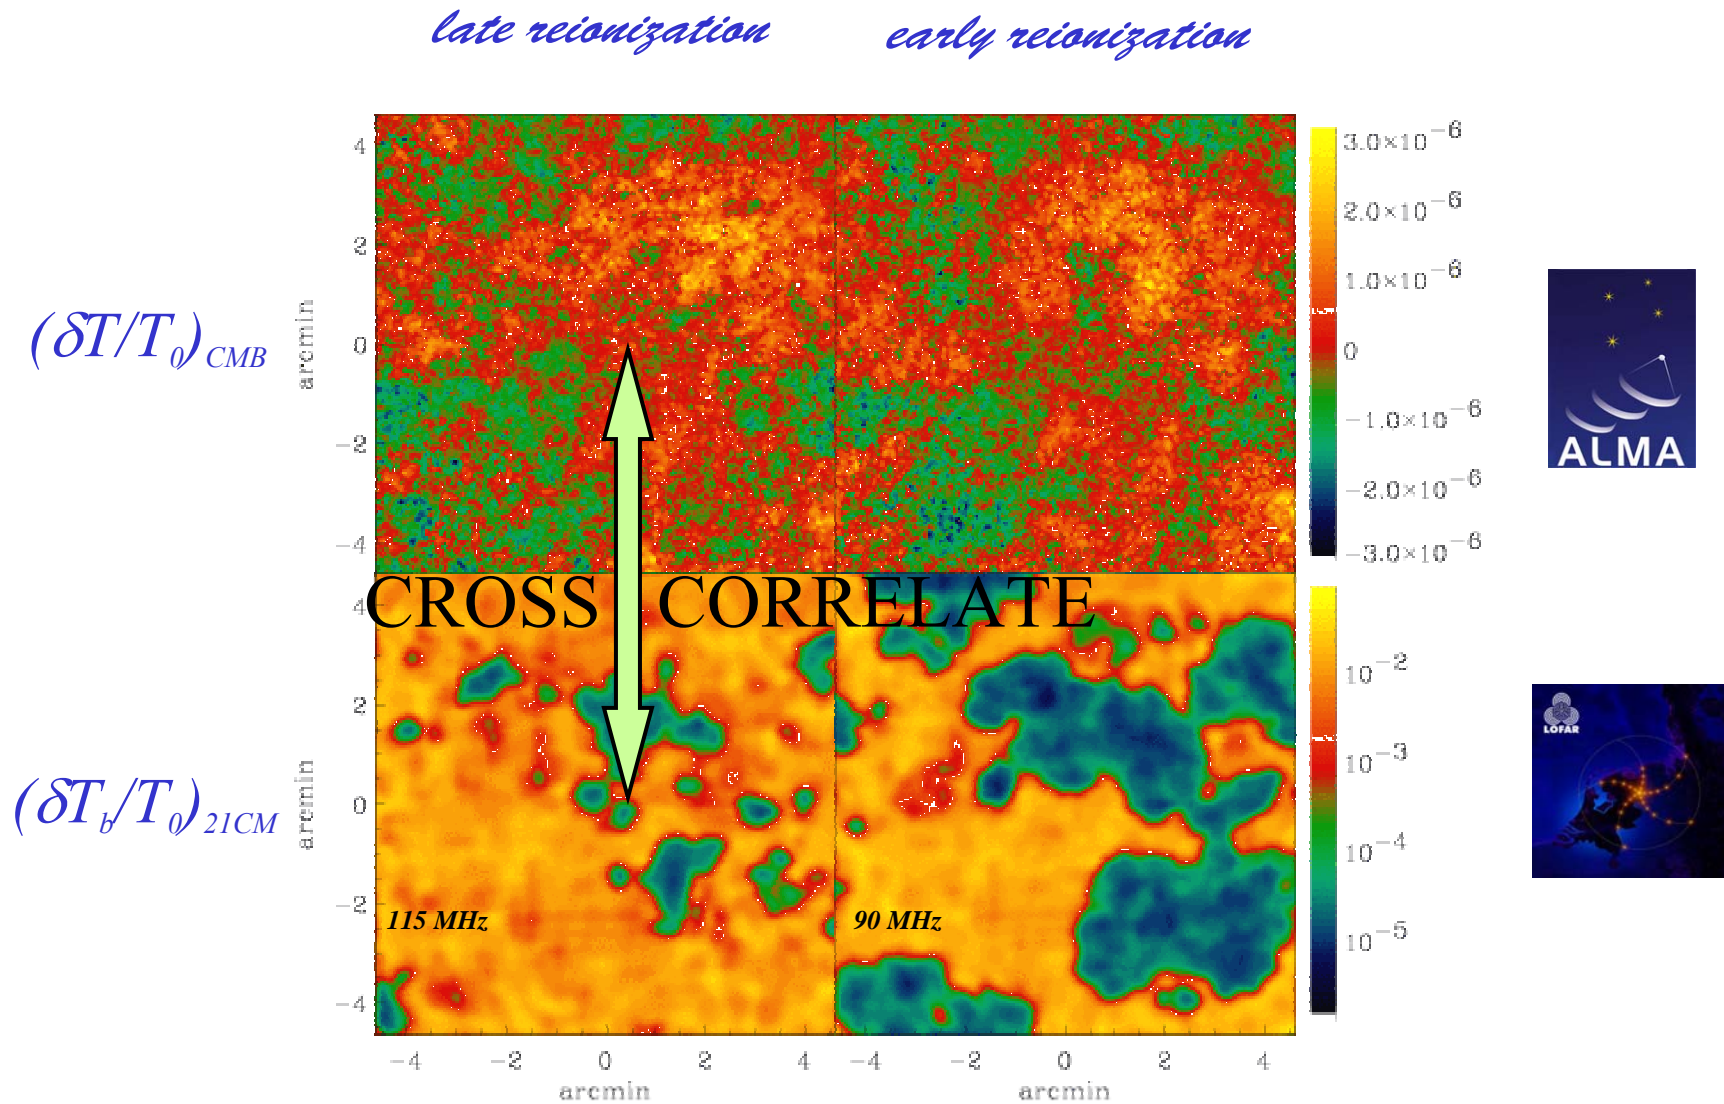 late reionization
early reionization
4
2
0
−2
−4
arcmin
(δT/T₀)CMB
3.0×10⁻⁶
2.0×10⁻⁶
1.0×10⁻⁶
0
−1.0×10⁻⁶
−2.0×10⁻⁶
−3.0×10⁻⁶
ALMA
CROSS CORRELATE
4
2
0
−2
−4
arcmin
(δT_b/T₀)21CM
10⁻²
10⁻³
10⁻⁴
10⁻⁵
LOFAR
115 MHz
90 MHz
−4 −2 0 2 4 −4 −2 0 2 4
arcmin arcmin